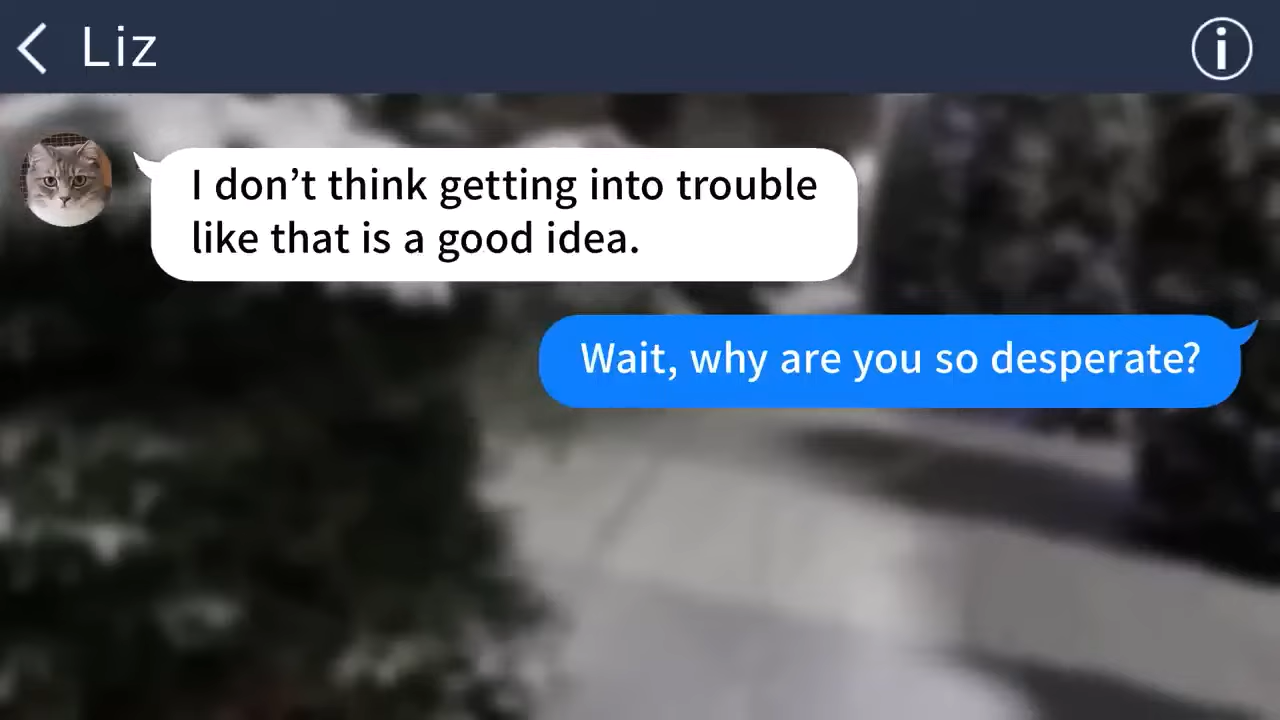 Liz
I don’t think getting into trouble
like that is a good idea.
Wait, why are you so desperate?